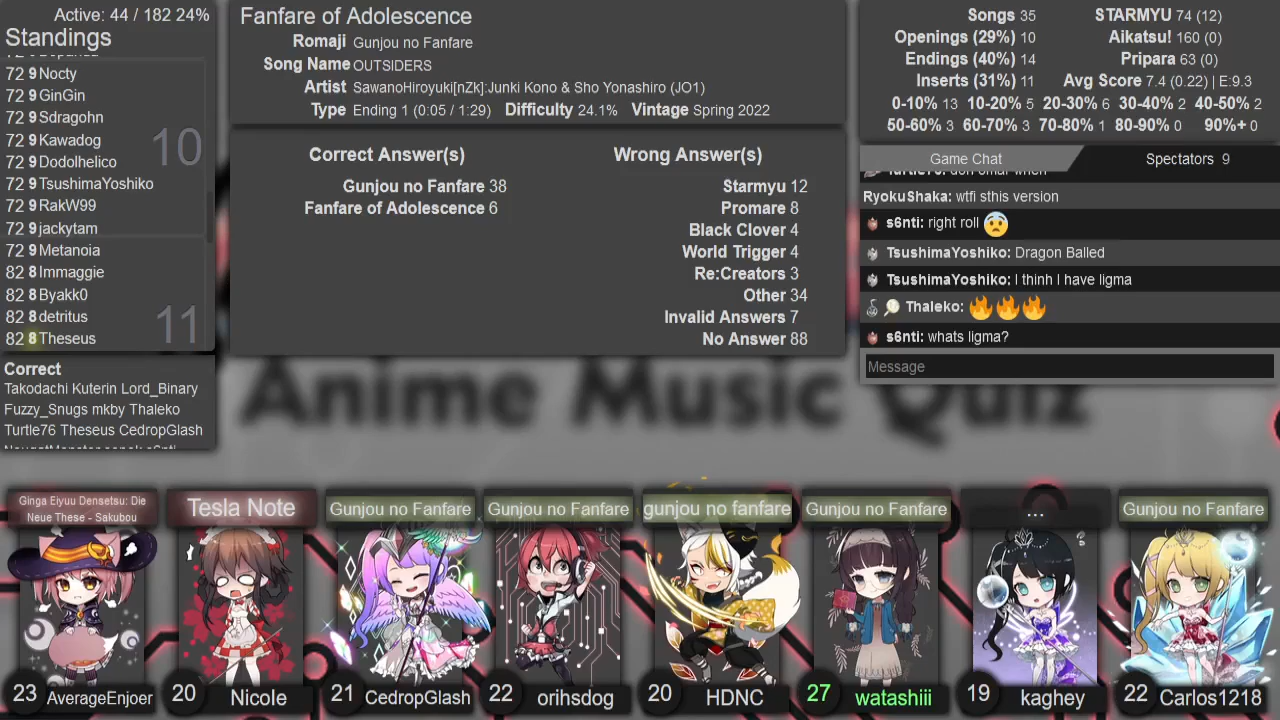 Active: 44 / 182 24%
Standings
72 9 Nocty
72 9 GinGin
72 9 Sdragohn
72 9 Kawadog
10
72 9 Dodolhelico
72 9 TsushimaYoshiko
72 9 RakW99
72 9 jackytam
72 9 Metanoia
82 8 Immaggie
82 8 Byakk0
82 8 detritus
11
82 8 Theseus
Correct
Takodachi Kuterin Lord_Binary
Fuzzy_Snugs mkby Thaleko
Turtle76 Theseus CedropGlash
Fanfare of Adolescence
Romaji Gunjou no Fanfare
Song Name OUTSIDERS
Artist SawanoHiroyuki[nZk]:Junki Kono & Sho Yonashiro (JO1)
Type Ending 1 (0:05 / 1:29) Difficulty 24.1% Vintage Spring 2022
Correct Answer(s)
Gunjou no Fanfare 38
Fanfare of Adolescence 6
Wrong Answer(s)
Starmyu 12
Promare 8
Black Clover 4
World Trigger 4
Re:Creators 3
Other 34
Invalid Answers 7
No Answer 88
Songs 35 STARMYU 74 (12)
Openings (29%) 10 Aikatsu! 160 (0)
Endings (40%) 14 Pripara 63 (0)
Inserts (31%) 11 Avg Score 7.4 (0.22) | E:9.3
0-10% 13 10-20% 5 20-30% 6 30-40% 2 40-50% 2
50-60% 3 60-70% 3 70-80% 1 80-90% 0 90%+ 0
Game Chat Spectators 9
RyokuShaka: wtfi sthis version
s6nti: right roll 😨
TsushimaYoshiko: Dragon Balled
TsushimaYoshiko: I thinh I have ligma
Thaleko: 🔥🔥🔥
s6nti: whats ligma?
Message
Anime Music Quiz
Ginga Eiyuu Densetsu: Die
Neue These - Sakubou
Tesla Note
Gunjou no Fanfare
Gunjou no Fanfare
gunjou no fanfare
Gunjou no Fanfare
...
Gunjou no Fanfare
23 AverageEnjoer
20 Nicole
21 CedropGlash
22 orihsdog
20 HDNC
27 watashiii
19 kaghey
22 Carlos1218